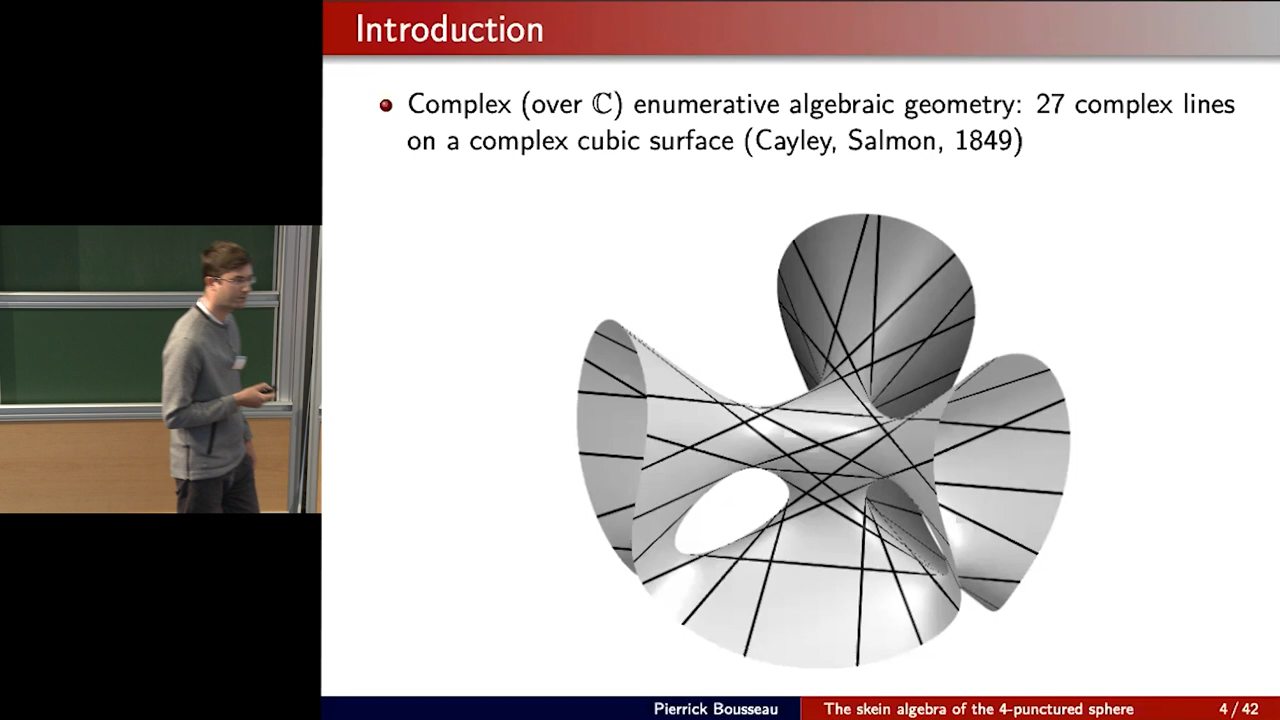 Introduction
Complex (over ℂ) enumerative algebraic geometry: 27 complex lines
on a complex cubic surface (Cayley, Salmon, 1849)
Pierrick Bousseau
The skein algebra of the 4-punctured sphere
4 / 42